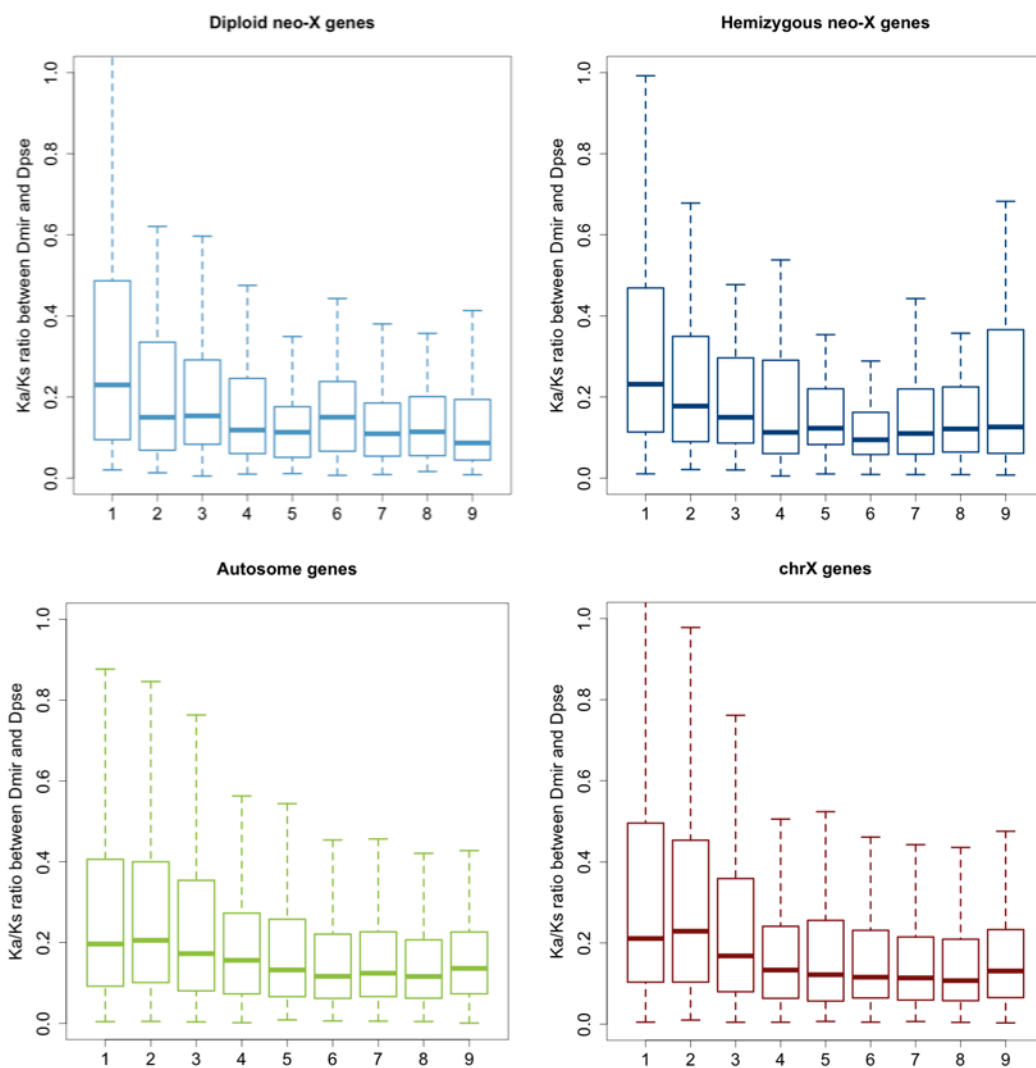 Diploid neo-X genes
Hemizygous neo-X genes
Ka/Ks ratio between Dmir and Dpse
1.0
0.8
0.6
0.4
0.2
0.0
1 2 3 4 5 6 7 8 9
Ka/Ks ratio between Dmir and Dpse
1.0
0.8
0.6
0.4
0.2
0.0
1 2 3 4 5 6 7 8 9
Autosome genes
chrX genes
Ka/Ks ratio between Dmir and Dpse
1.0
0.8
0.6
0.4
0.2
0.0
1 2 3 4 5 6 7 8 9
Ka/Ks ratio between Dmir and Dpse
1.0
0.8
0.6
0.4
0.2
0.0
1 2 3 4 5 6 7 8 9